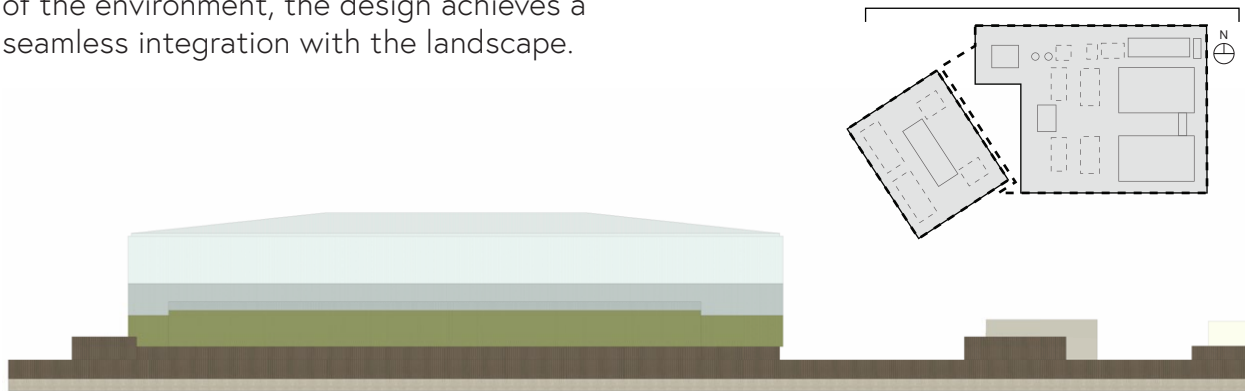 of the environment, the design achieves a
seamless integration with the landscape.
N